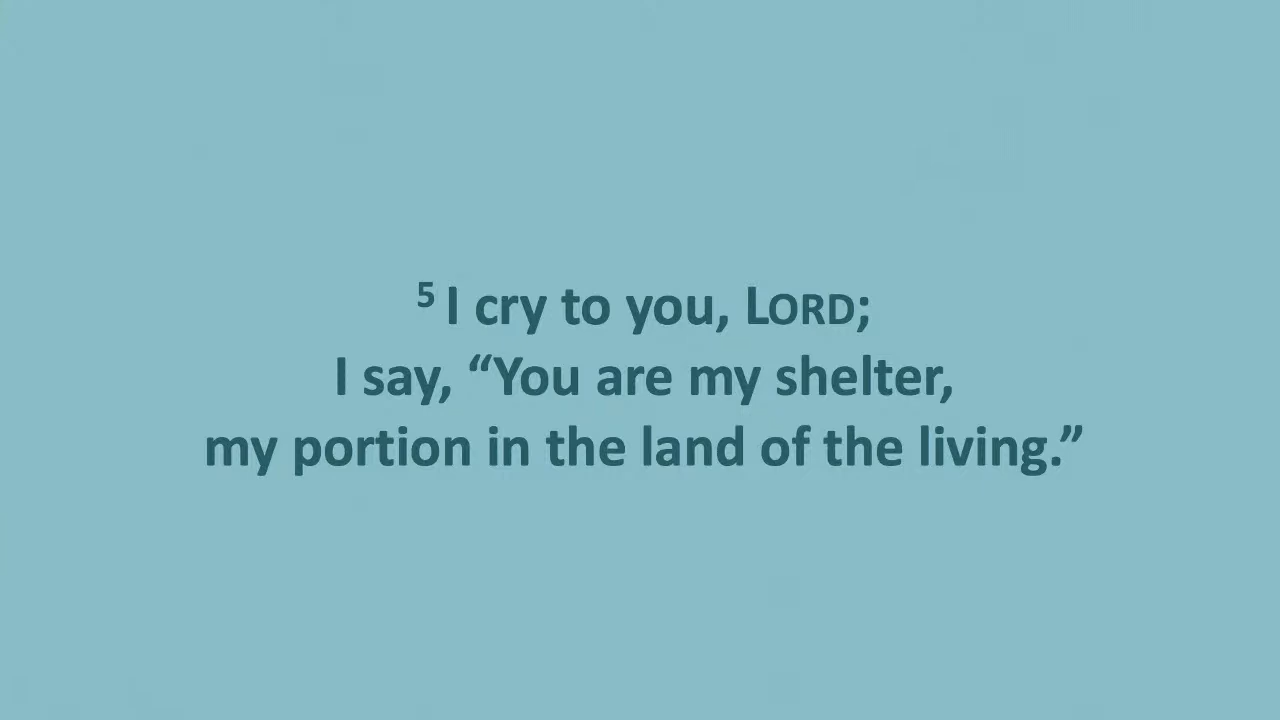 5 I cry to you, LORD;
I say, “You are my shelter,
my portion in the land of the living.”